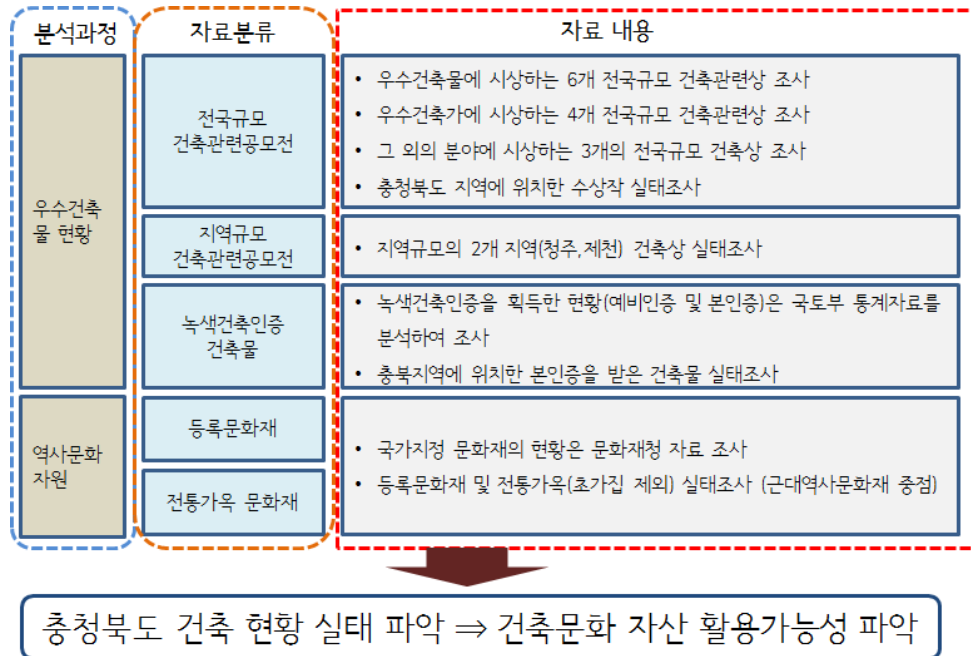 분석과정
자료분류
자료 내용
우수건축
물 현황
전국규모
건축관련공모전
• 우수건축물에 시상하는 6개 전국규모 건축관련상 조사
• 우수건축가에 시상하는 4개 전국규모 건축관련상 조사
• 그 외의 분야에 시상하는 3개의 전국규모 건축상 조사
• 충청북도 지역에 위치한 수상작 실태조사
지역규모
건축관련공모전
• 지역규모의 2개 지역(청주,제천) 건축상 실태조사
녹색건축인증
건축물
• 녹색건축인증을 획득한 현황(예비인증 및 본인증)은 국토부 통계자료를
분석하여 조사
• 충북지역에 위치한 본인증을 받은 건축물 실태조사
역사문화
자원
등록문화재
전통가옥 문화재
• 국가지정 문화재의 현황은 문화재청 자료 조사
• 등록문화재 및 전통가옥(초가집 제외) 실태조사 (근대역사문화재 중점)
충청북도 건축 현황 실태 파악 ⇒ 건축문화 자산 활용가능성 파악